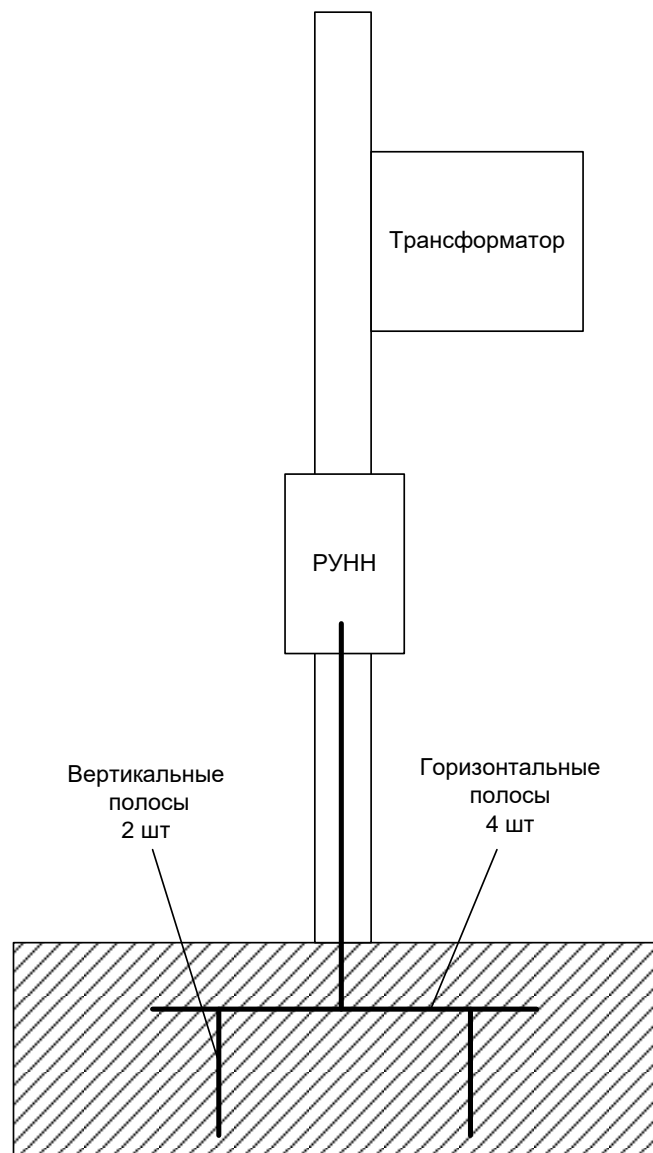 Трансформатор
РУНН
Вертикальные
полосы
2 шт
Горизонтальные
полосы
4 шт